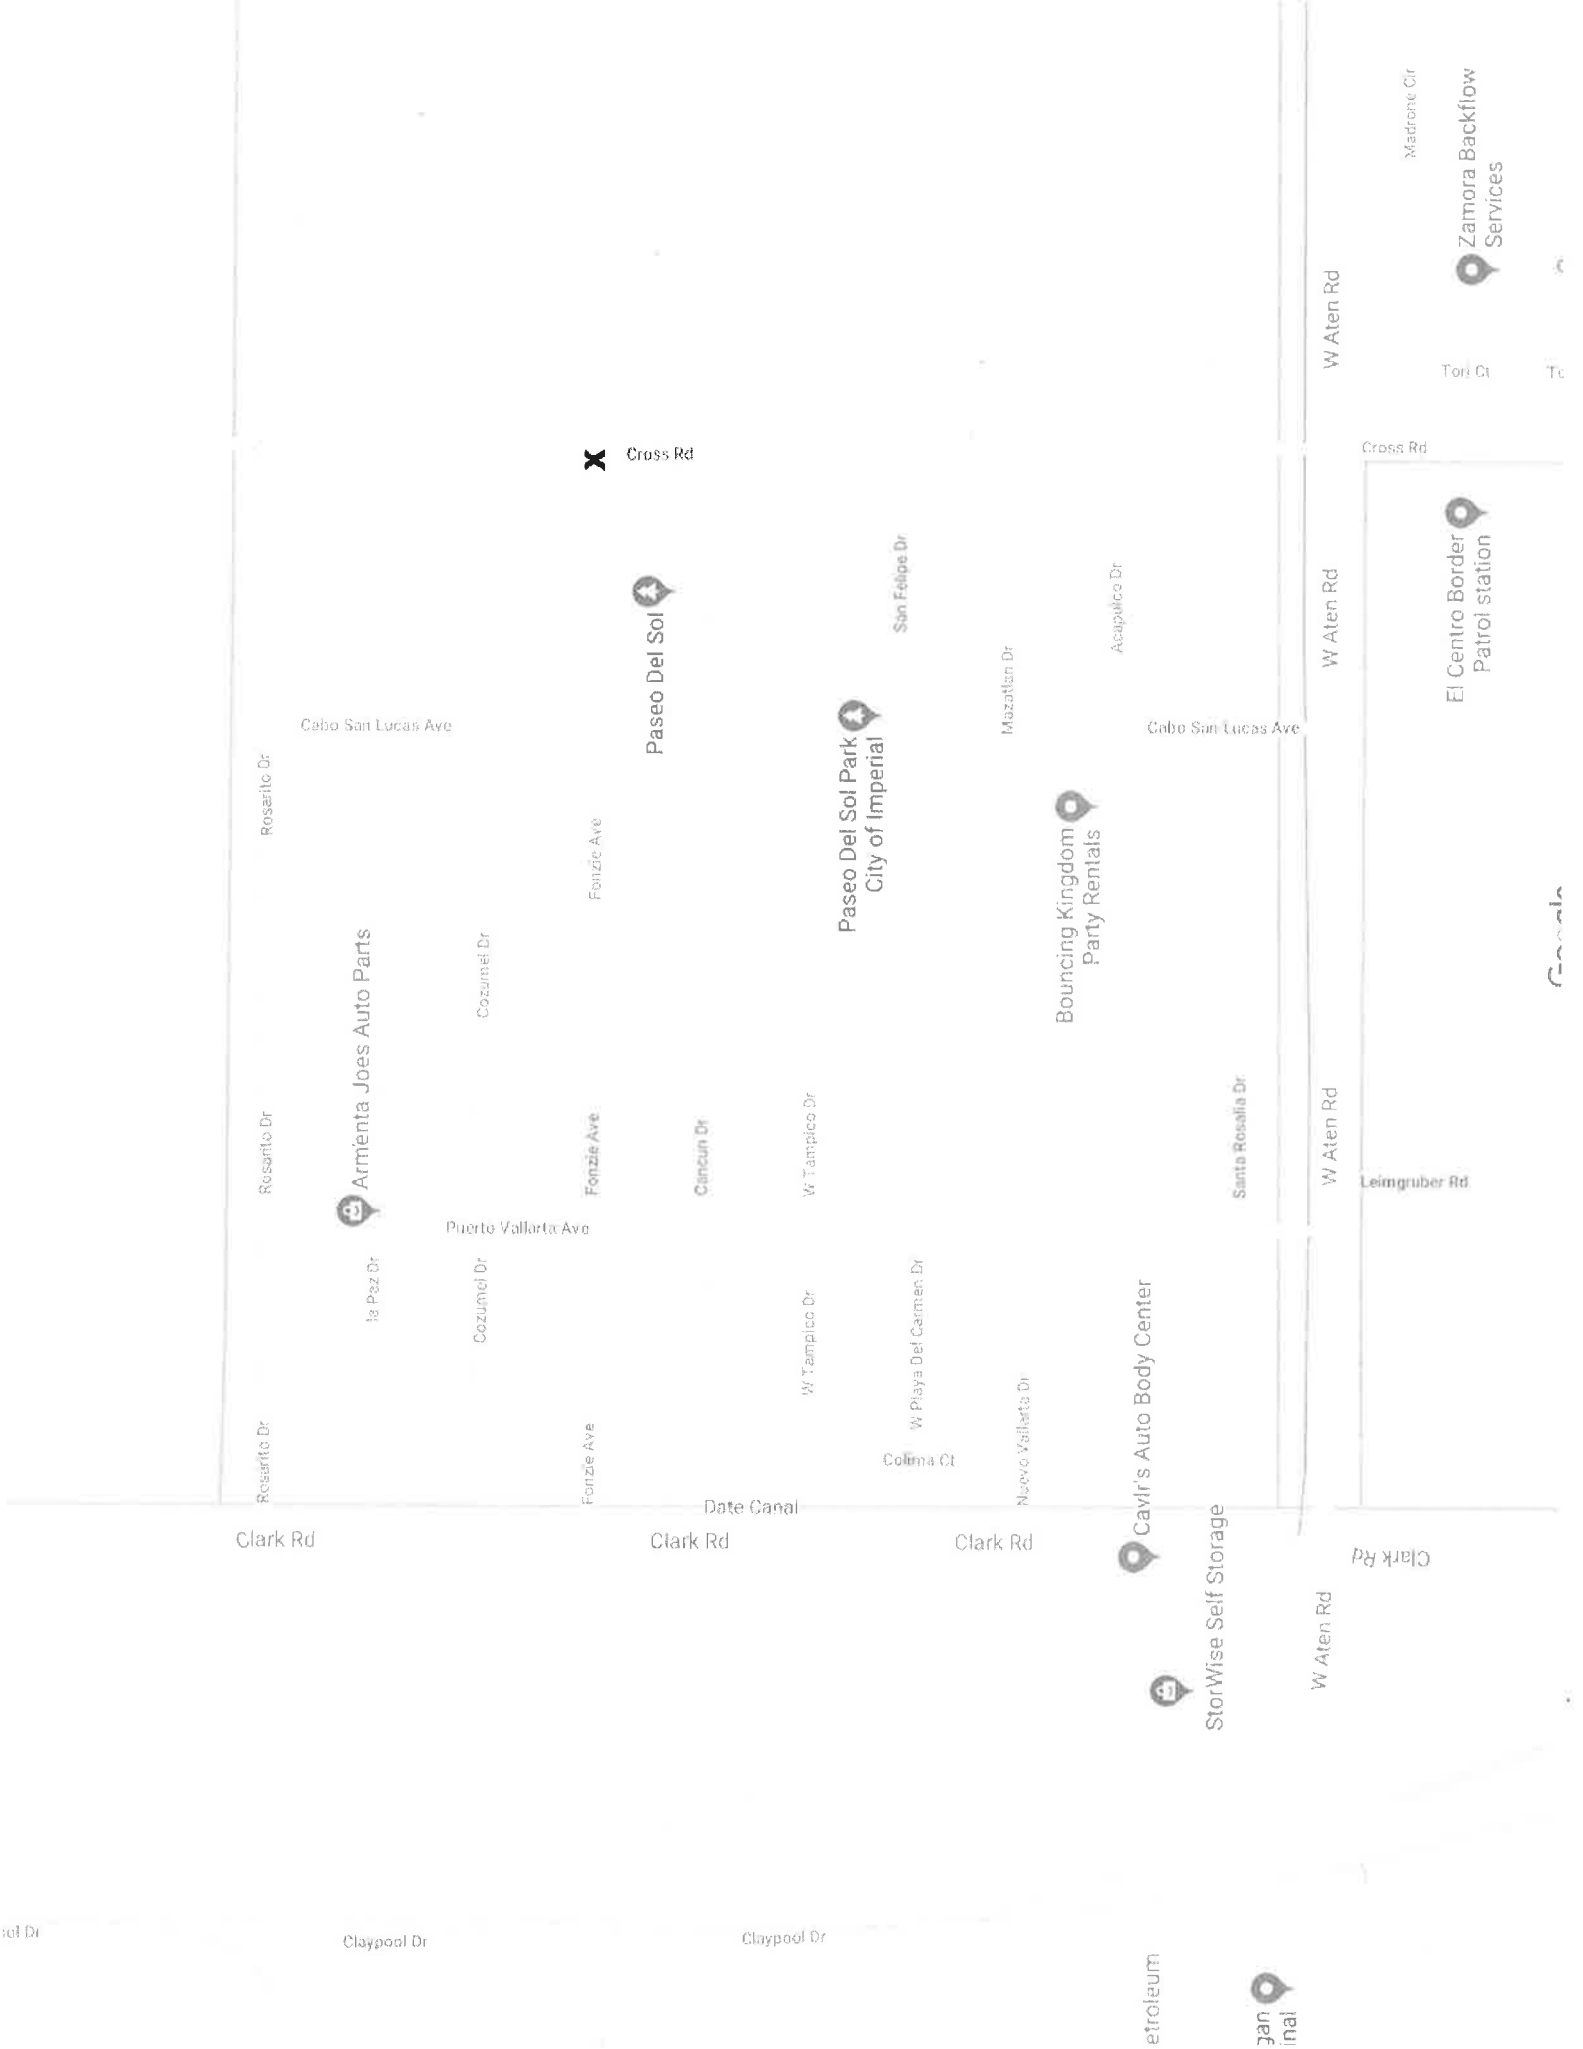 Madrone Cir
Zamora Backflow
Services
W Aten Rd
Tori Ct
Cross Rd
X
Cross Rd
El Centro Border
Patrol station
Paseo Del Sol
San Felipe Dr
Acapulco Dr
W Aten Rd
Mazatlan Dr
Cabo San Lucas Ave
Cabo San Lucas Ave
Paseo Del Sol Park
City of Imperial
Rosarito Dr
Fonzie Ave
Bouncing Kingdom
Party Rentals
Armenta Joes Auto Parts
Cozumel Dr
Rosarito Dr
Fonzie Ave
Cancun Dr
W Tampico Dr
Santa Rosalia Dr
W Aten Rd
Leimgruber Rd
Puerto Vallarta Ave
la Paz Dr
Cozumel Dr
W Tampico Dr
W Playa Del Carmen Dr
Nuevo Vallarta Dr
Cavlr's Auto Body Center
Rosarito Dr
Fonzie Ave
Colima Ct
Date Canal
Clark Rd
Clark Rd
Clark Rd
Clark Rd
StorWise Self Storage
W Aten Rd
Claypool Dr
Claypool Dr
etroleum